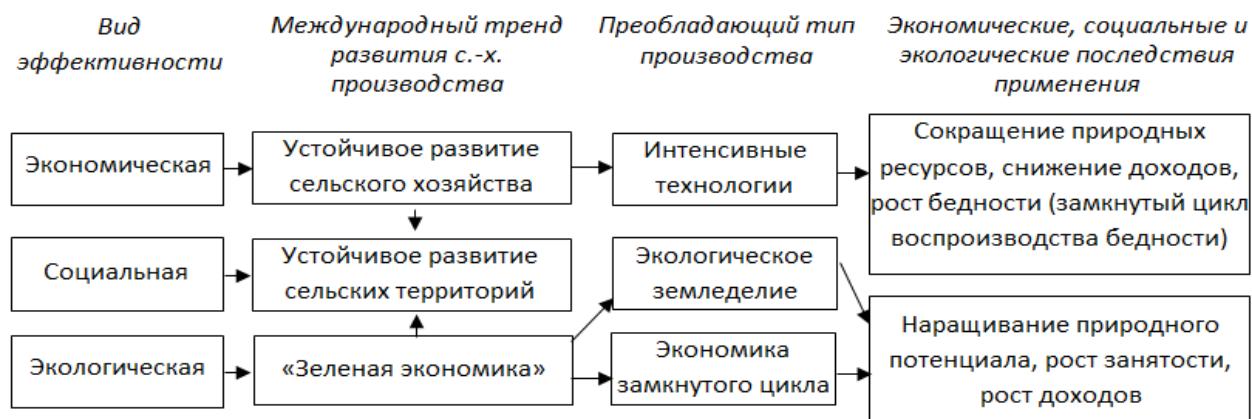 Вид
эффективности
Международный тренд
развития с.-х.
производства
Преобладающий тип
производства
Экономические, социальные и
экологические последствия
применения
Экономическая
Устойчивое развитие
сельского хозяйства
Интенсивные
технологии
Сокращение природных
ресурсов, снижение доходов,
рост бедности (замкнутый цикл
воспроизводства бедности)
Социальная
Устойчивое развитие
сельских территорий
Экологическое
земледелие
Экологическая
«Зеленая экономика»
Экономика
замкнутого цикла
Наращивание природного
потенциала, рост занятости,
рост доходов